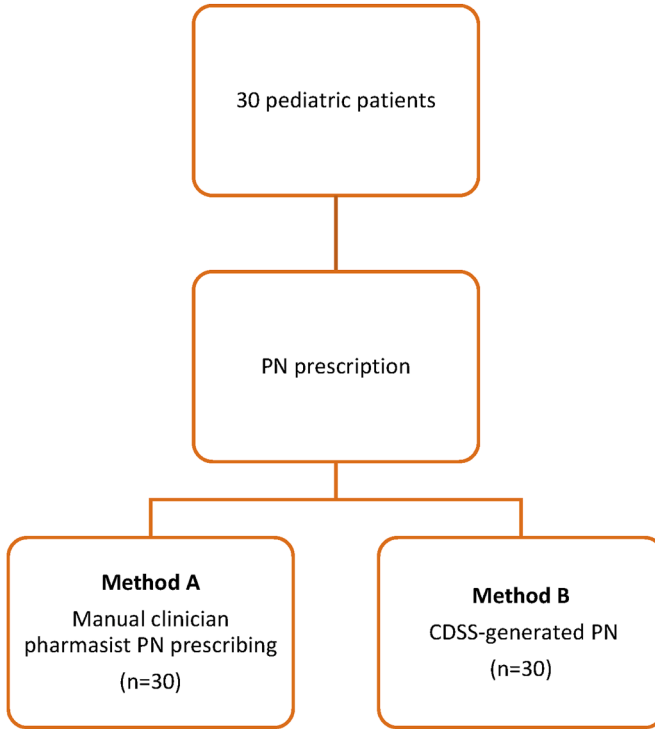 30 pediatric patients
PN prescription
Method A
Manual clinician
pharmasist PN prescribing
(n=30)
Method B
CDSS-generated PN
(n=30)